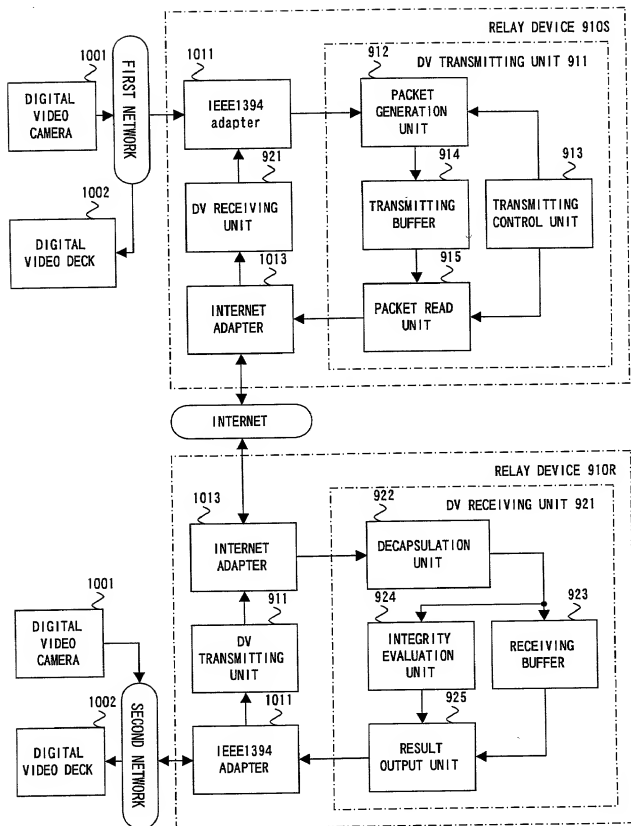 RELAY DEVICE 910S
1001
DIGITAL
VIDEO
CAMERA
FIRST NETWORK
1011
IEEE1394
adapter
DV TRANSMITTING UNIT 911
912
PACKET
GENERATION
UNIT
921
DV RECEIVING
UNIT
914
TRANSMITTING
BUFFER
913
TRANSMITTING
CONTROL UNIT
1002
DIGITAL
VIDEO DECK
1013
INTERNET
ADAPTER
915
PACKET READ
UNIT
INTERNET
RELAY DEVICE 910R
1013
INTERNET
ADAPTER
DV RECEIVING UNIT 921
922
DECAPSULATION
UNIT
1001
DIGITAL
VIDEO
CAMERA
911
DV
TRANSMITTING
UNIT
924
INTEGRITY
EVALUATION
UNIT
923
RECEIVING
BUFFER
1002
DIGITAL
VIDEO DECK
SECOND NETWORK
1011
IEEE1394
ADAPTER
925
RESULT
OUTPUT UNIT